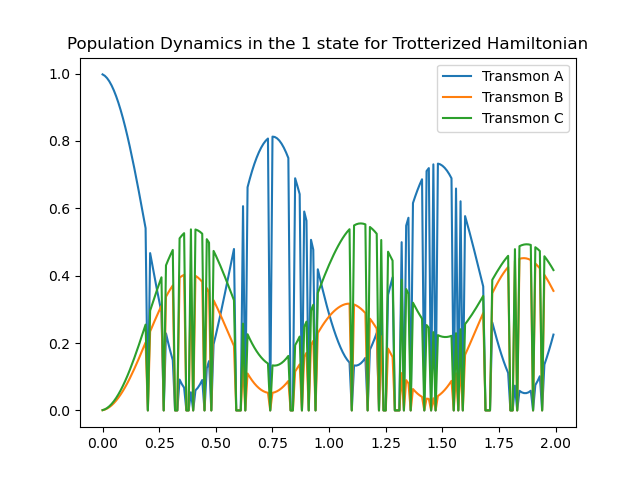 Population Dynamics in the 1 state for Trotterized Hamiltonian
1.0
0.8
0.6
0.4
0.2
0.0
Transmon A
Transmon B
Transmon C
0.00 0.25 0.50 0.75 1.00 1.25 1.50 1.75 2.00